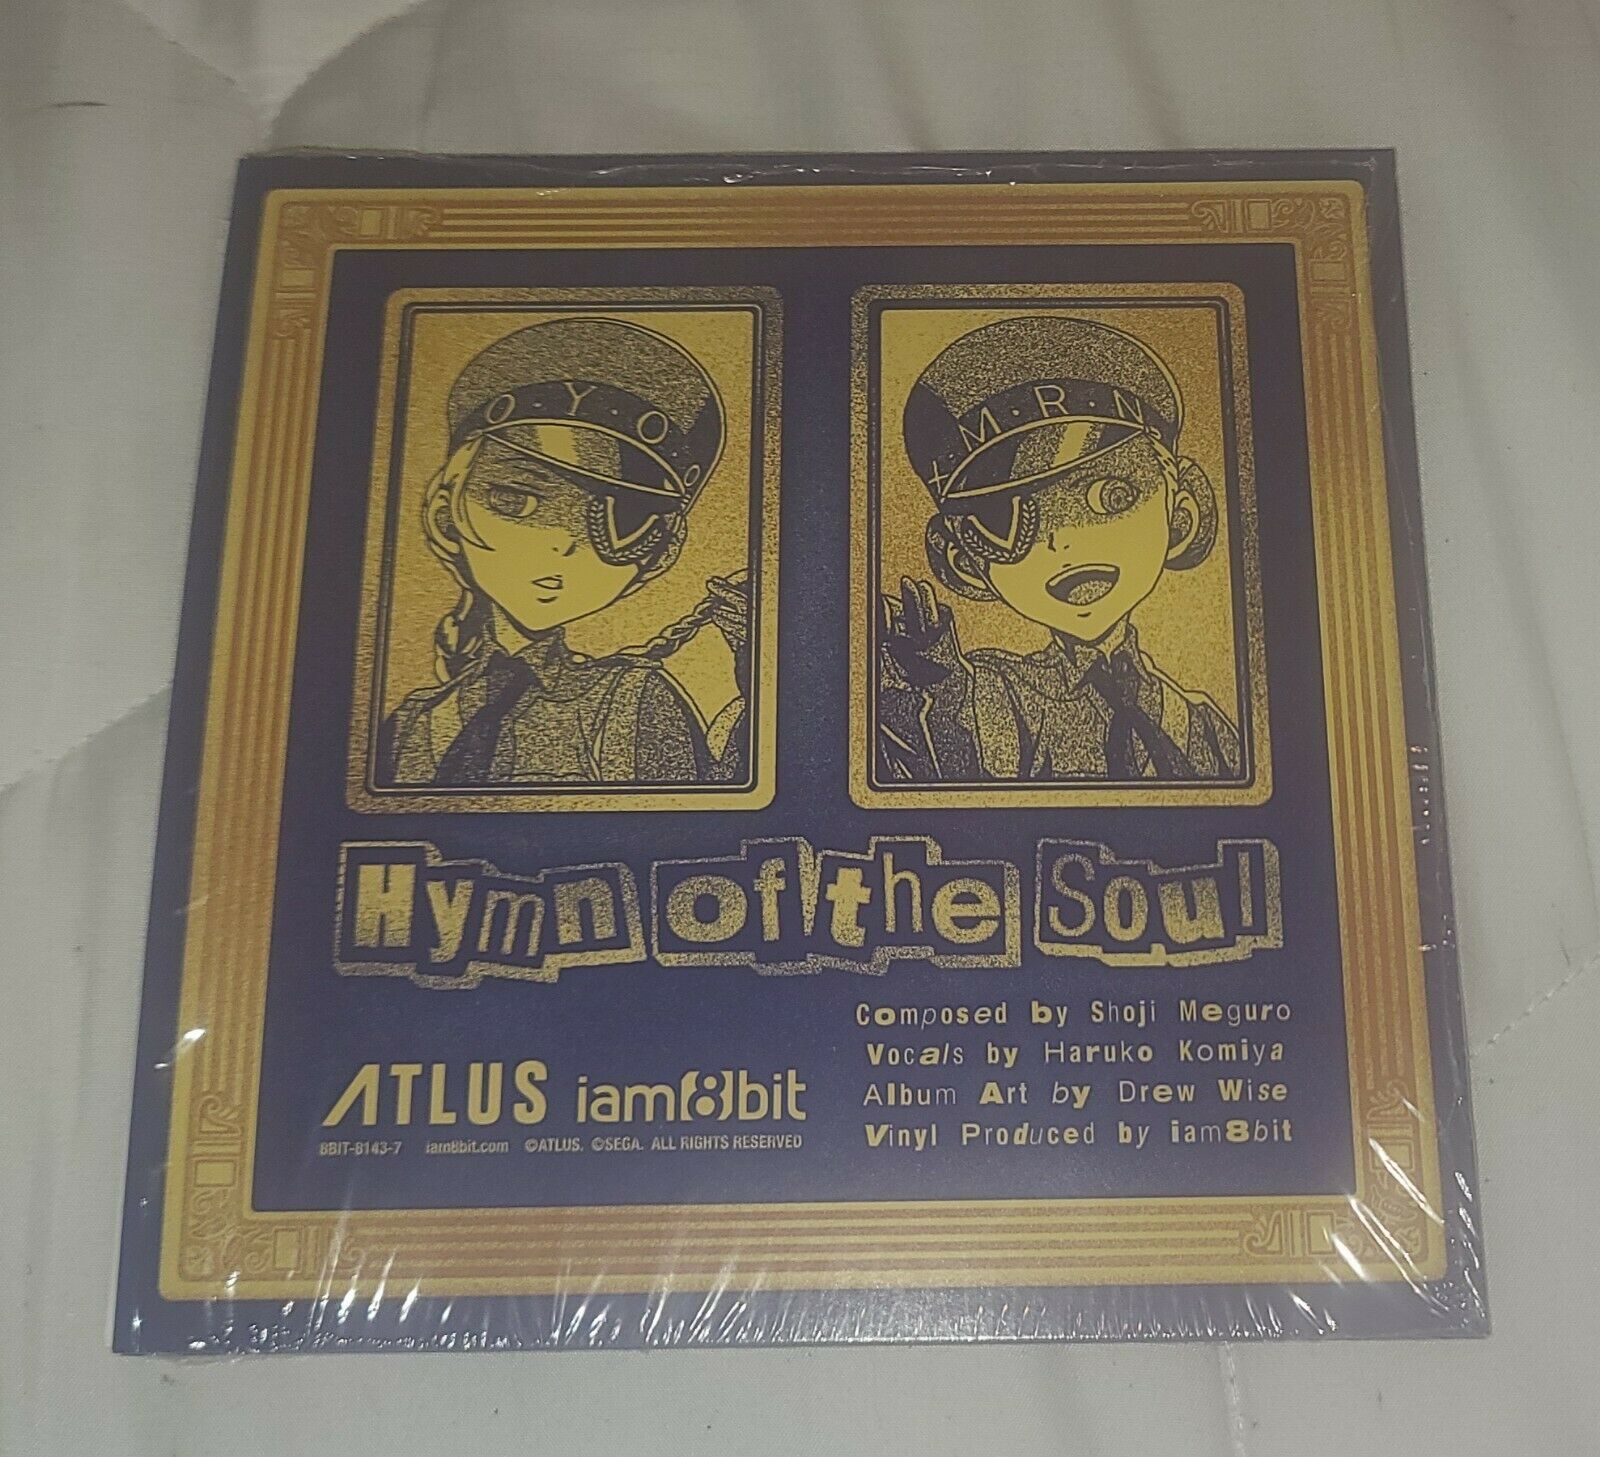 O·Y·O
+M·R·N
Hymn of the Soul
Composed by Shoji Meguro
Vocals by Haruko Komiya
Album Art by Drew Wise
Vinyl Produced by iam8bit
ATLUS iam8bit
8BIT-8143-7 iam8bit.com ©ATLUS. ©SEGA. ALL RIGHTS RESERVED